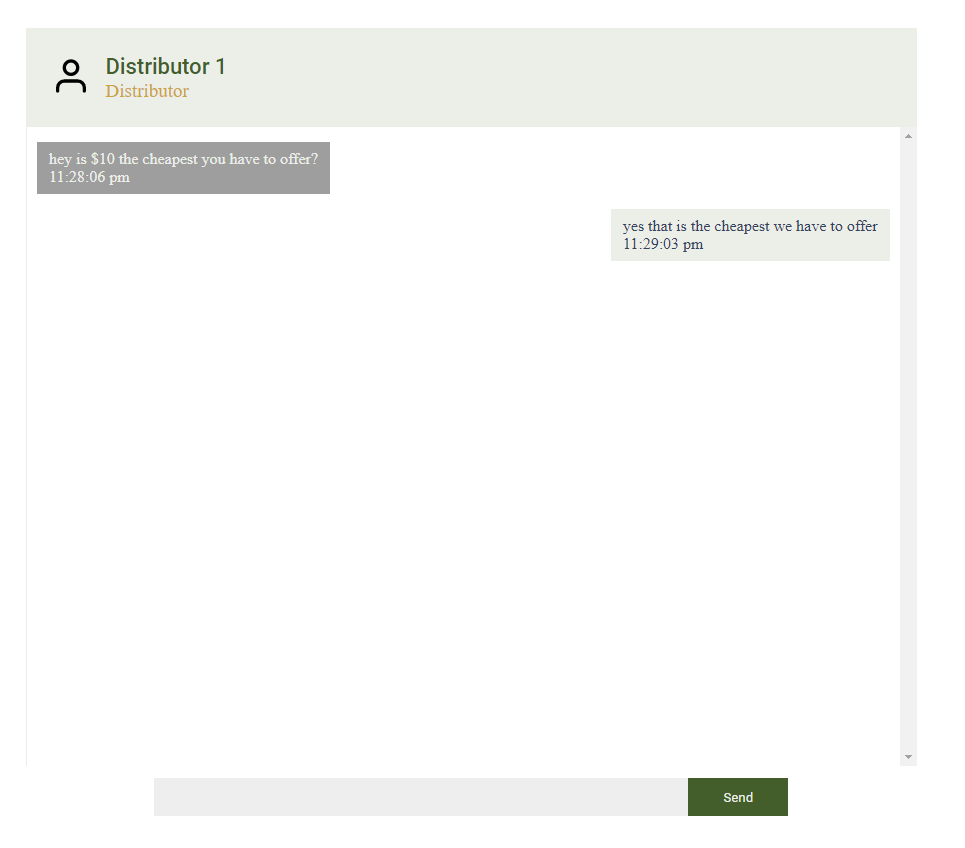 Distributor 1
Distributor
hey is $10 the cheapest you have to offer?
11:28:06 pm
yes that is the cheapest we have to offer
11:29:03 pm
Send